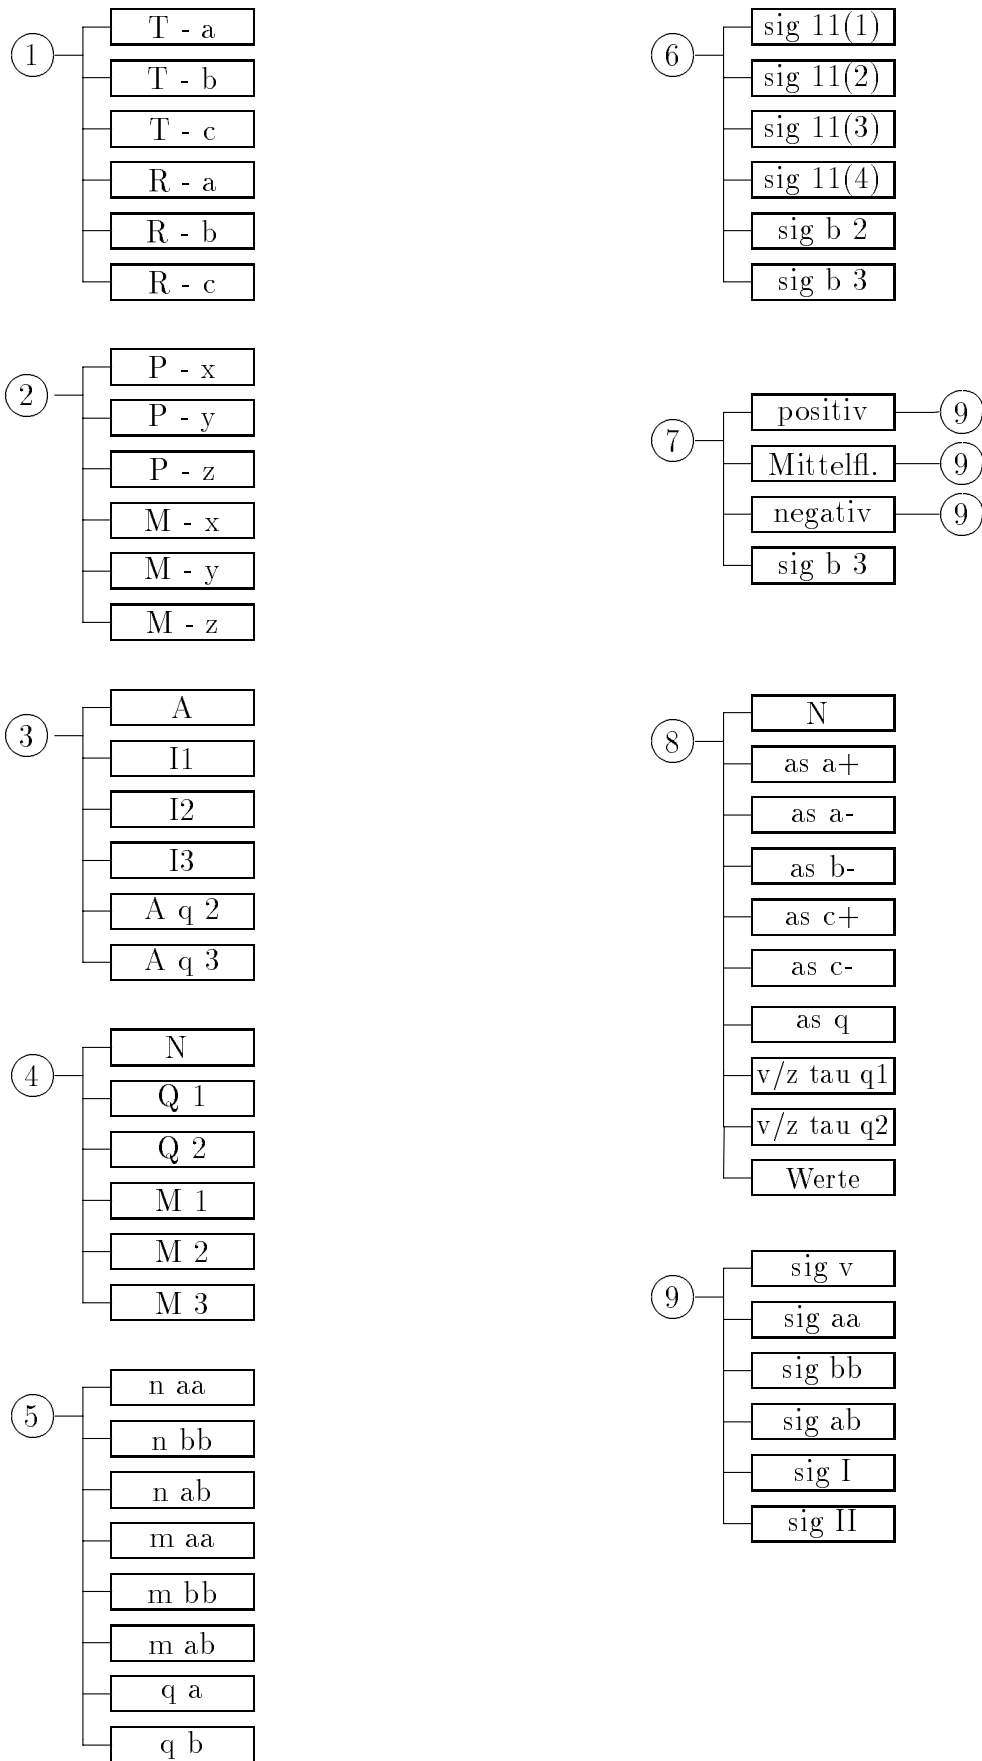 1
T - a
T - b
T - c
R - a
R - b
R - c
2
P - x
P - y
P - z
M - x
M - y
M - z
3
A
I1
I2
I3
A q 2
A q 3
4
N
Q 1
Q 2
M 1
M 2
M 3
5
n aa
n bb
n ab
m aa
m bb
m ab
q a
q b
6
sig 11(1)
sig 11(2)
sig 11(3)
sig 11(4)
sig b 2
sig b 3
7
positiv 9
Mittelfl. 9
negativ 9
sig b 3
8
N
as a+
as a-
as b-
as c+
as c-
as q
v/z tau q1
v/z tau q2
Werte
9
sig v
sig aa
sig bb
sig ab
sig I
sig II